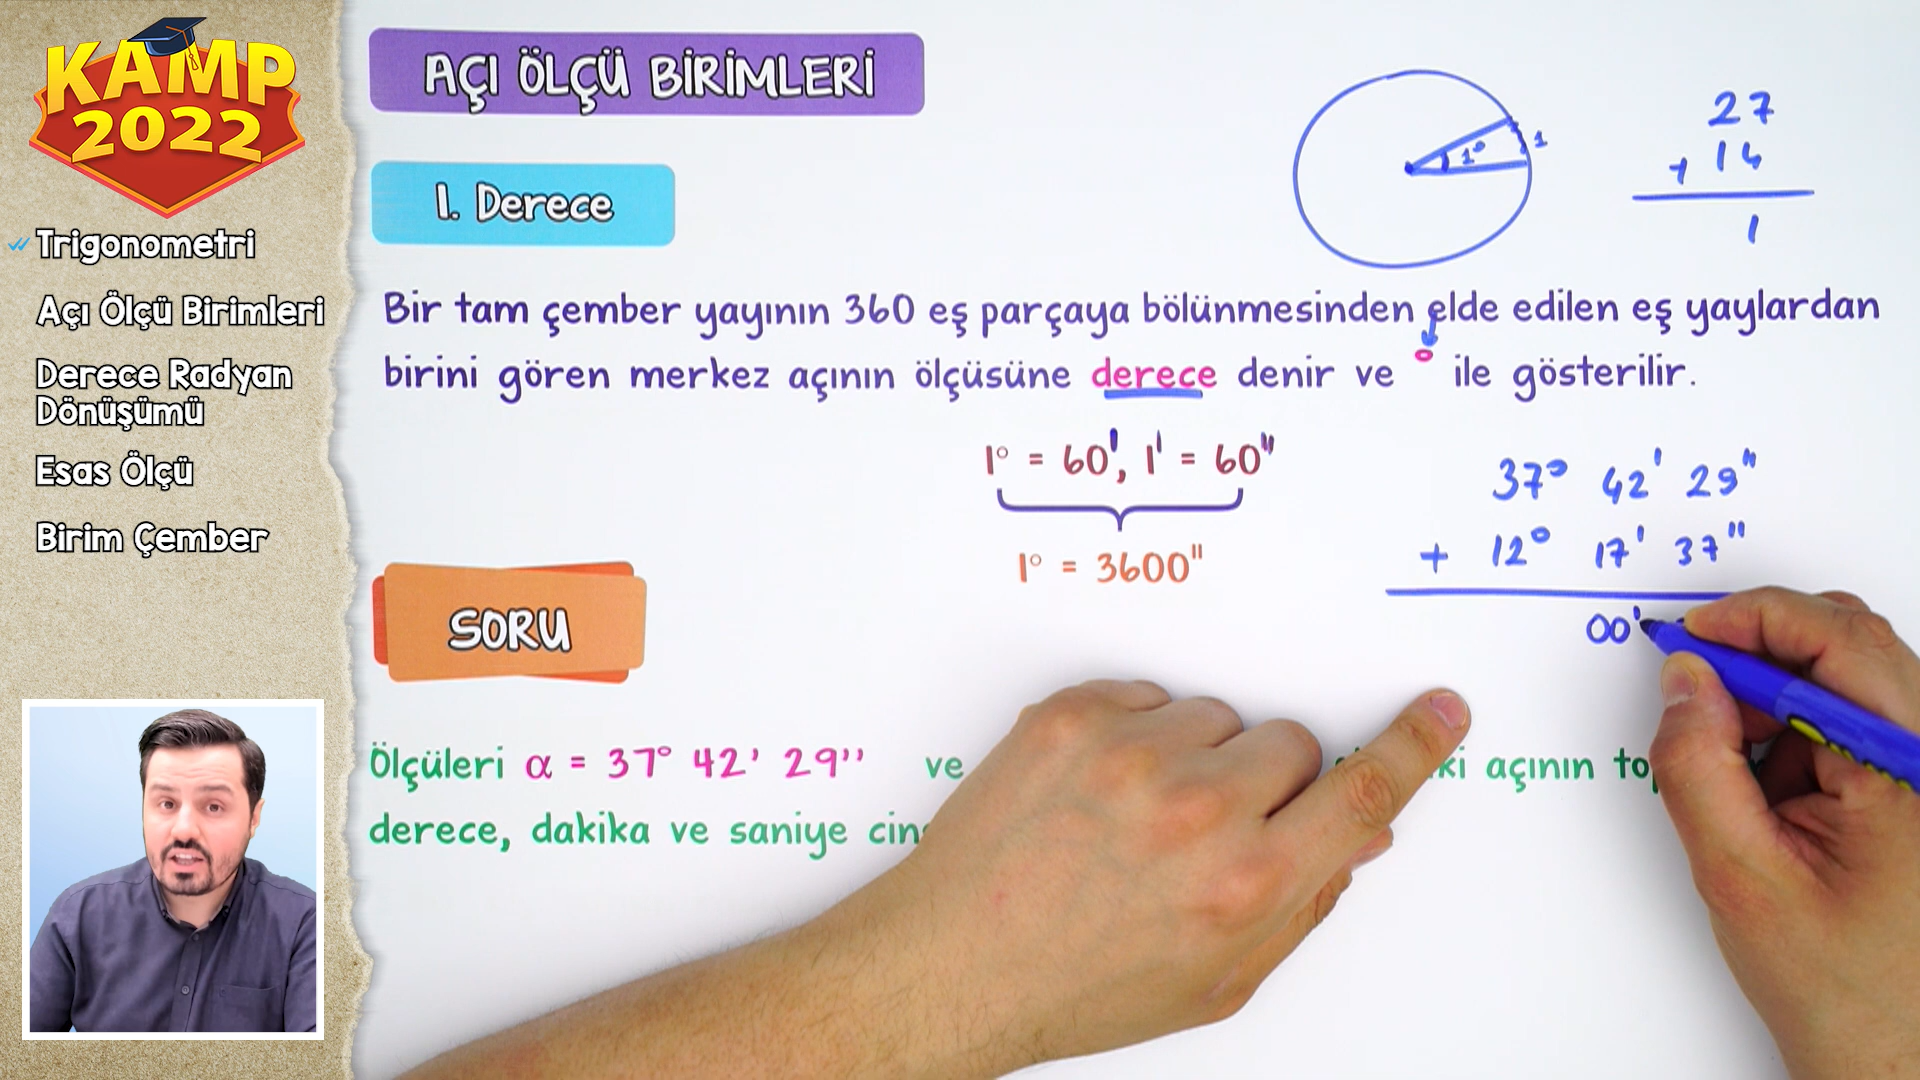 KAMP
2022
Trigonometri
Açı Ölçü Birimleri
Derece Radyan
Dönüşümü
Esas Ölçü
Birim Çember
AÇI ÖLÇÜ BİRİMLERİ
1. Derece
1° 1
27
+ 14
1
Bir tam çember yayının 360 eş parçaya bölünmesinden elde edilen eş yaylardan
birini gören merkez açının ölçüsüne derece denir ve ° ile gösterilir.
1° = 60', 1' = 60"
1° = 3600"
37° 42' 29"
+ 12° 17' 37"
00'
SORU
Ölçüleri α = 37° 42' 29'' ve açının
derece, dakika ve saniye